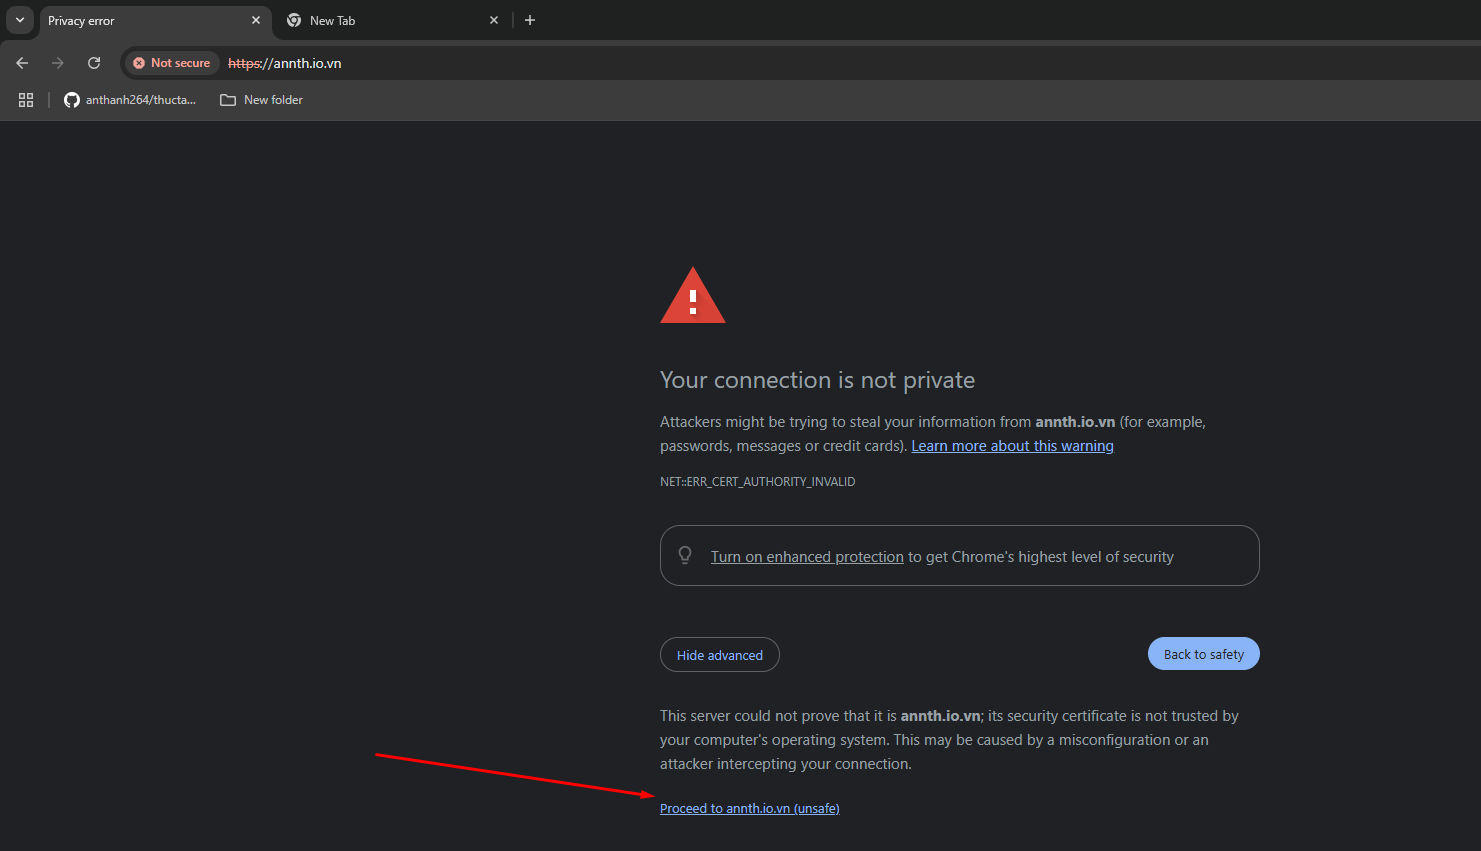 Privacy error
New Tab
Not secure https://annth.io.vn
anthanh264/thucta...
New folder
Your connection is not private
Attackers might be trying to steal your information from annth.io.vn (for example,
passwords, messages or credit cards). Learn more about this warning
NET::ERR_CERT_AUTHORITY_INVALID
Turn on enhanced protection to get Chrome's highest level of security
Hide advanced
Back to safety
This server could not prove that it is annth.io.vn; its security certificate is not trusted by
your computer's operating system. This may be caused by a misconfiguration or an
attacker intercepting your connection.
Proceed to annth.io.vn (unsafe)